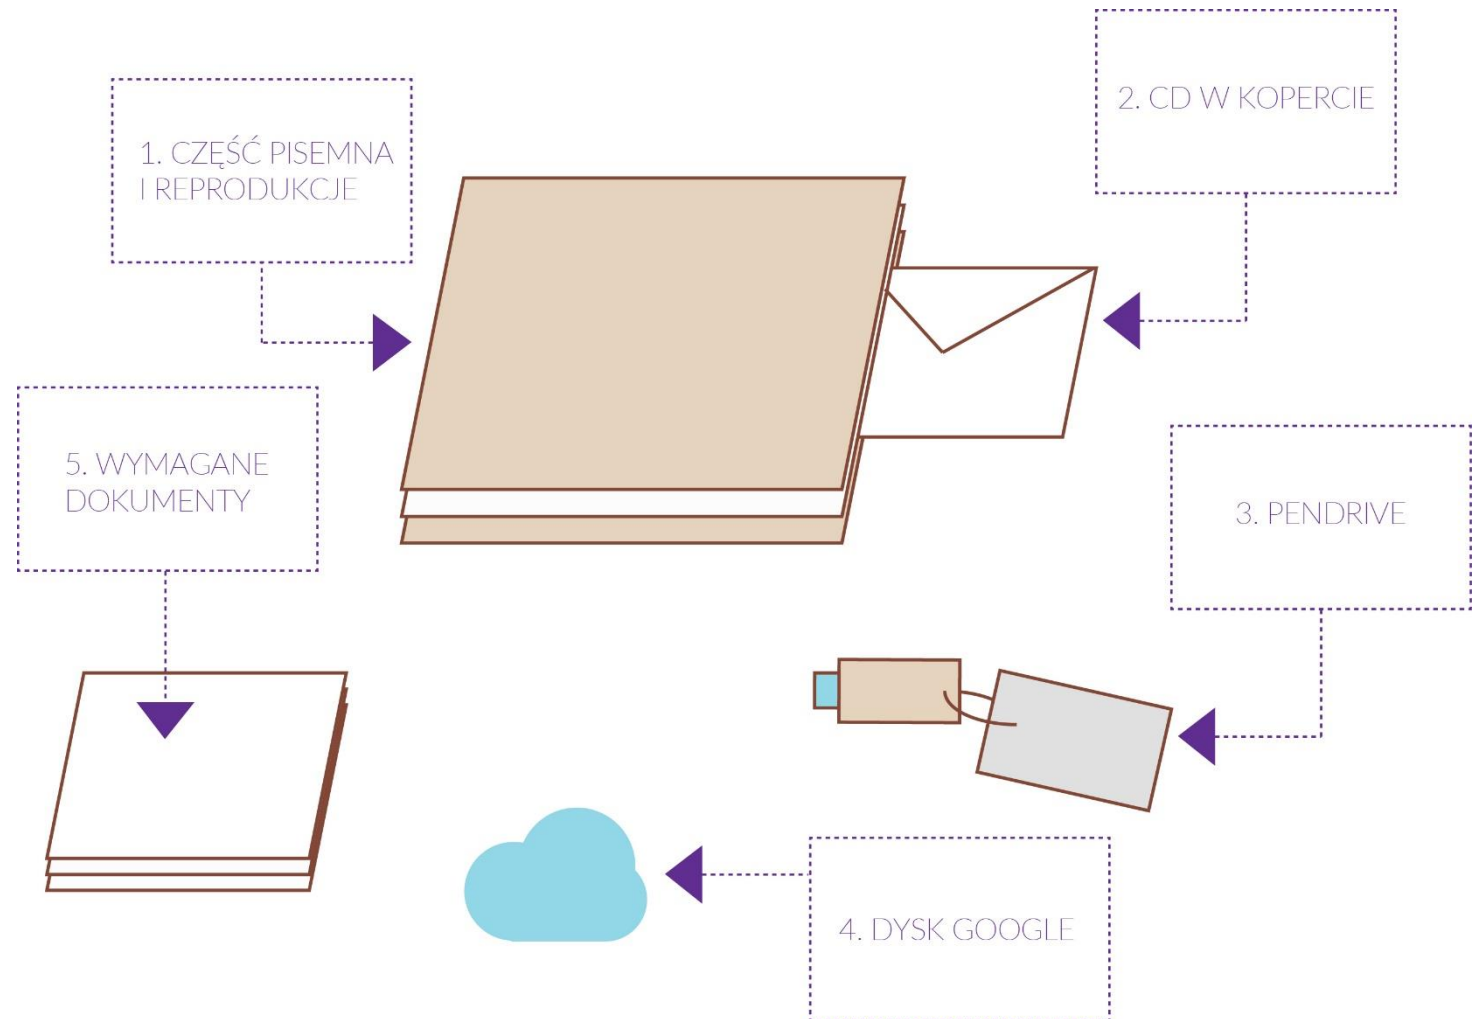 1. CZĘŚĆ PISEMNA
I REPRODUKCJE
2. CD W KOPERCIE
3. PENDRIVE
4. DYSK GOOGLE
5. WYMAGANE
DOKUMENTY